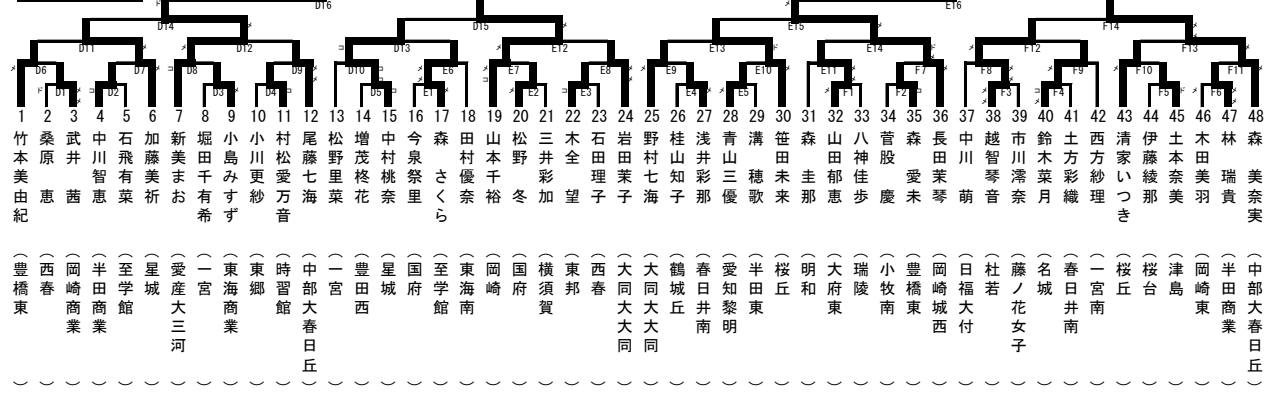 DT6 ET6
DT4 DT5 ET5 FT4
DT1 DT2 DT3 ET2 ET3 ET4 FT2 FT3
D6 D7 D8 D9 DT0 E6 E7 E8 E9 ET0 ET1 F7 F8 F9 FT0 FT1
D1 D2 D3 D4 D5 E1 E2 E3 E4 E5 F1 F2 F3 F4 F5 F6
1 竹本美由紀 （豊橋東）
2 桑原 恵 （西春）
3 武井 茜 （岡崎商業）
4 中川智恵 （半田商業）
5 石飛有菜 （至学館）
6 加藤美祈 （星城）
7 新美まお （愛産大三河）
8 堀田千有希 （一宮）
9 小島みすず （東海商業）
10 小川更紗 （東郷）
11 村松愛万音 （時習館）
12 尾藤七海 （中部大春日丘）
13 松野里菜 （一宮）
14 増茂柊花 （豊田西）
15 中村桃奈 （星城）
16 今泉祭里 （国府）
17 森 さくら （至学館）
18 田村優奈 （東海南）
19 山本千裕 （岡崎）
20 松野 冬 （国府）
21 三井彩加 （横須賀）
22 木全 望 （東邦）
23 石田理子 （西春）
24 岩田茉子 （大同大大同）
25 野村七海 （大同大大同）
26 桂山知子 （鶴城丘）
27 浅井彩那 （春日井南）
28 青山三優 （愛知黎明）
29 溝 穂歌 （半田東）
30 笹田未来 （桜丘）
31 森 圭那 （明和）
32 山田郁恵 （大府東）
33 八神佳歩 （瑞陵）
34 菅股 慶 （小牧南）
35 森 愛未 （豊橋東）
36 長田茉琴 （岡崎城西）
37 中川 萌 （日福大付）
38 越智琴音 （杜若）
39 市川澪奈 （藤ノ花女子）
40 鈴木菜月 （名城）
41 土方彩織 （春日井南）
42 西方紗理 （一宮南）
43 清家いつき （桜丘）
44 伊藤綾那 （桜台）
45 土本奈美 （津島）
46 木田美羽 （岡崎東）
47 林 瑞貴 （半田商業）
48 森 美奈実 （中部大春日丘）